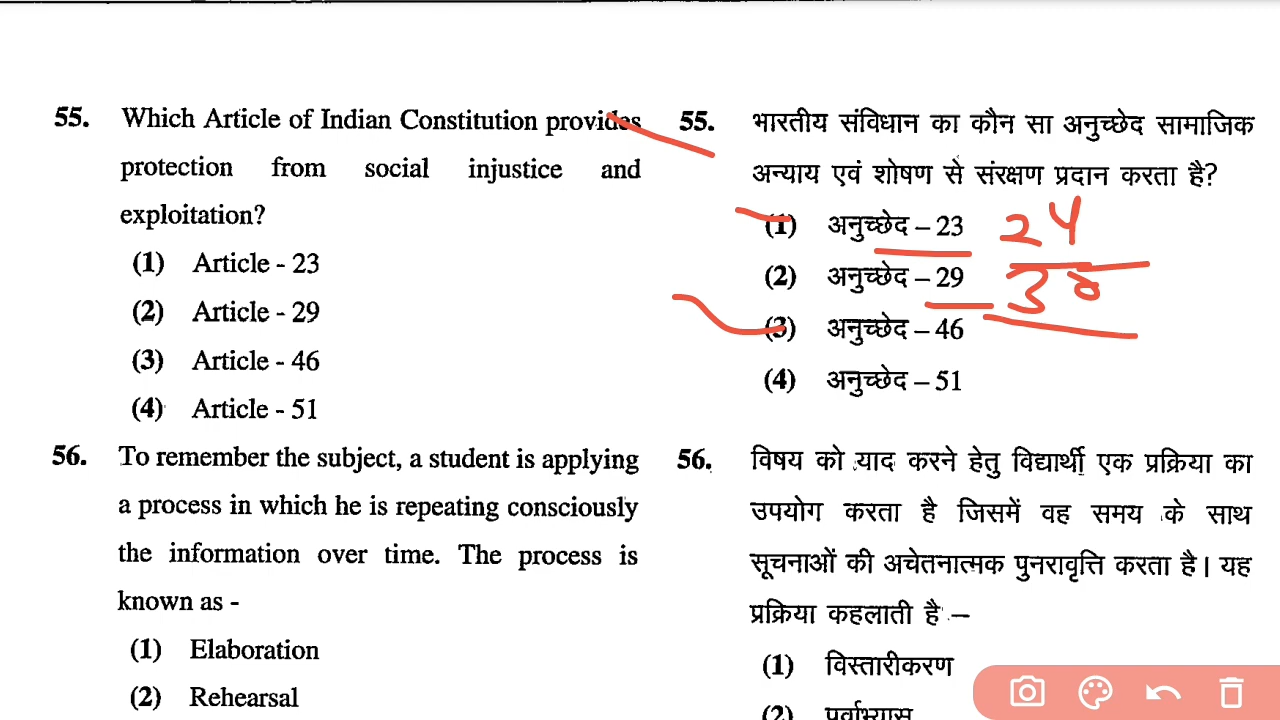 55. Which Article of Indian Constitution provides
protection from social injustice and
exploitation?
(1) Article - 23
(2) Article - 29
(3) Article - 46
(4) Article - 51
56. To remember the subject, a student is applying
a process in which he is repeating consciously
the information over time. The process is
known as -
(1) Elaboration
(2) Rehearsal
55. भारतीय संविधान का कौन सा अनुच्छेद सामाजिक
अन्याय एवं शोषण से संरक्षण प्रदान करता है?
(1) अनुच्छेद – 23 24
(2) अनुच्छेद – 29 30
(3) अनुच्छेद – 46
(4) अनुच्छेद – 51
56. विषय को याद करने हेतु विद्यार्थी एक प्रक्रिया का
उपयोग करता है जिसमें वह समय के साथ
सूचनाओं की अचेतनात्मक पुनरावृत्ति करता है। यह
प्रक्रिया कहलाती है –
(1) विस्तारीकरण
(2) पूर्वाभ्यास